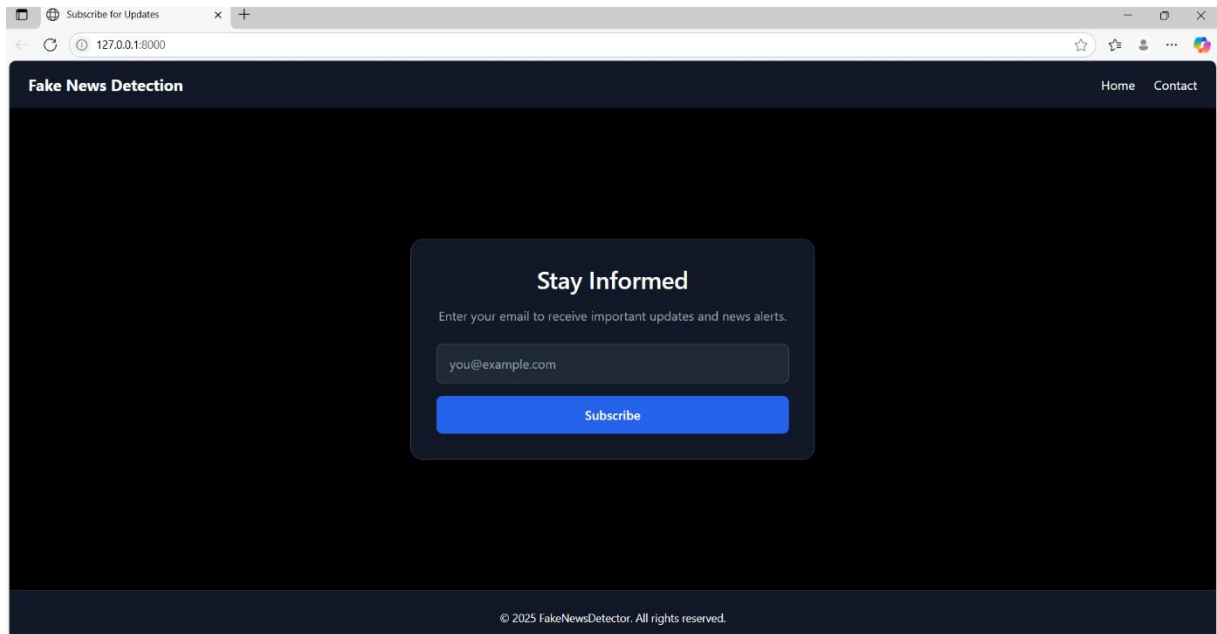 Subscribe for Updates
127.0.0.1:8000
Fake News Detection
Home Contact
Stay Informed
Enter your email to receive important updates and news alerts.
you@example.com
Subscribe
© 2025 FakeNewsDetector. All rights reserved.